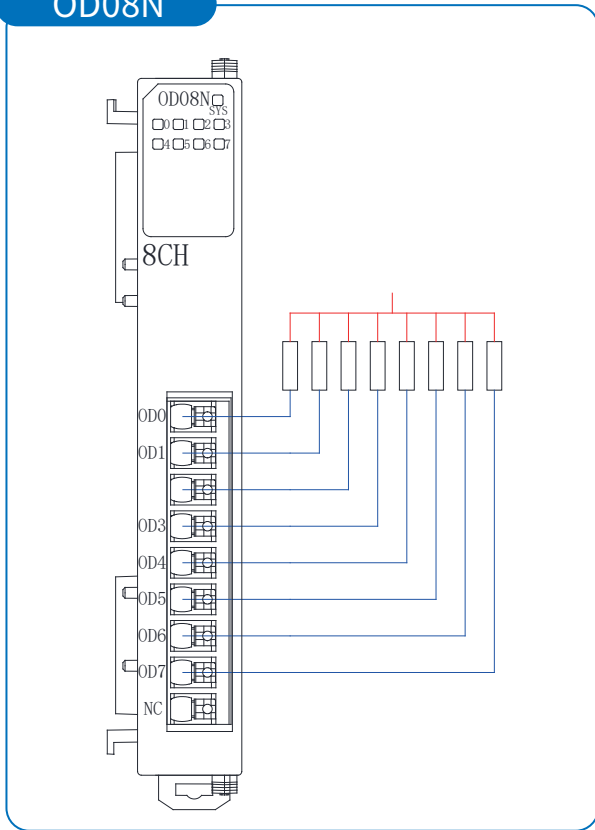 OD08N
OD08N
SYS
0 1 2 3
4 5 6 7
8CH
OD0
OD1
OD3
OD4
OD5
OD6
OD7
NC